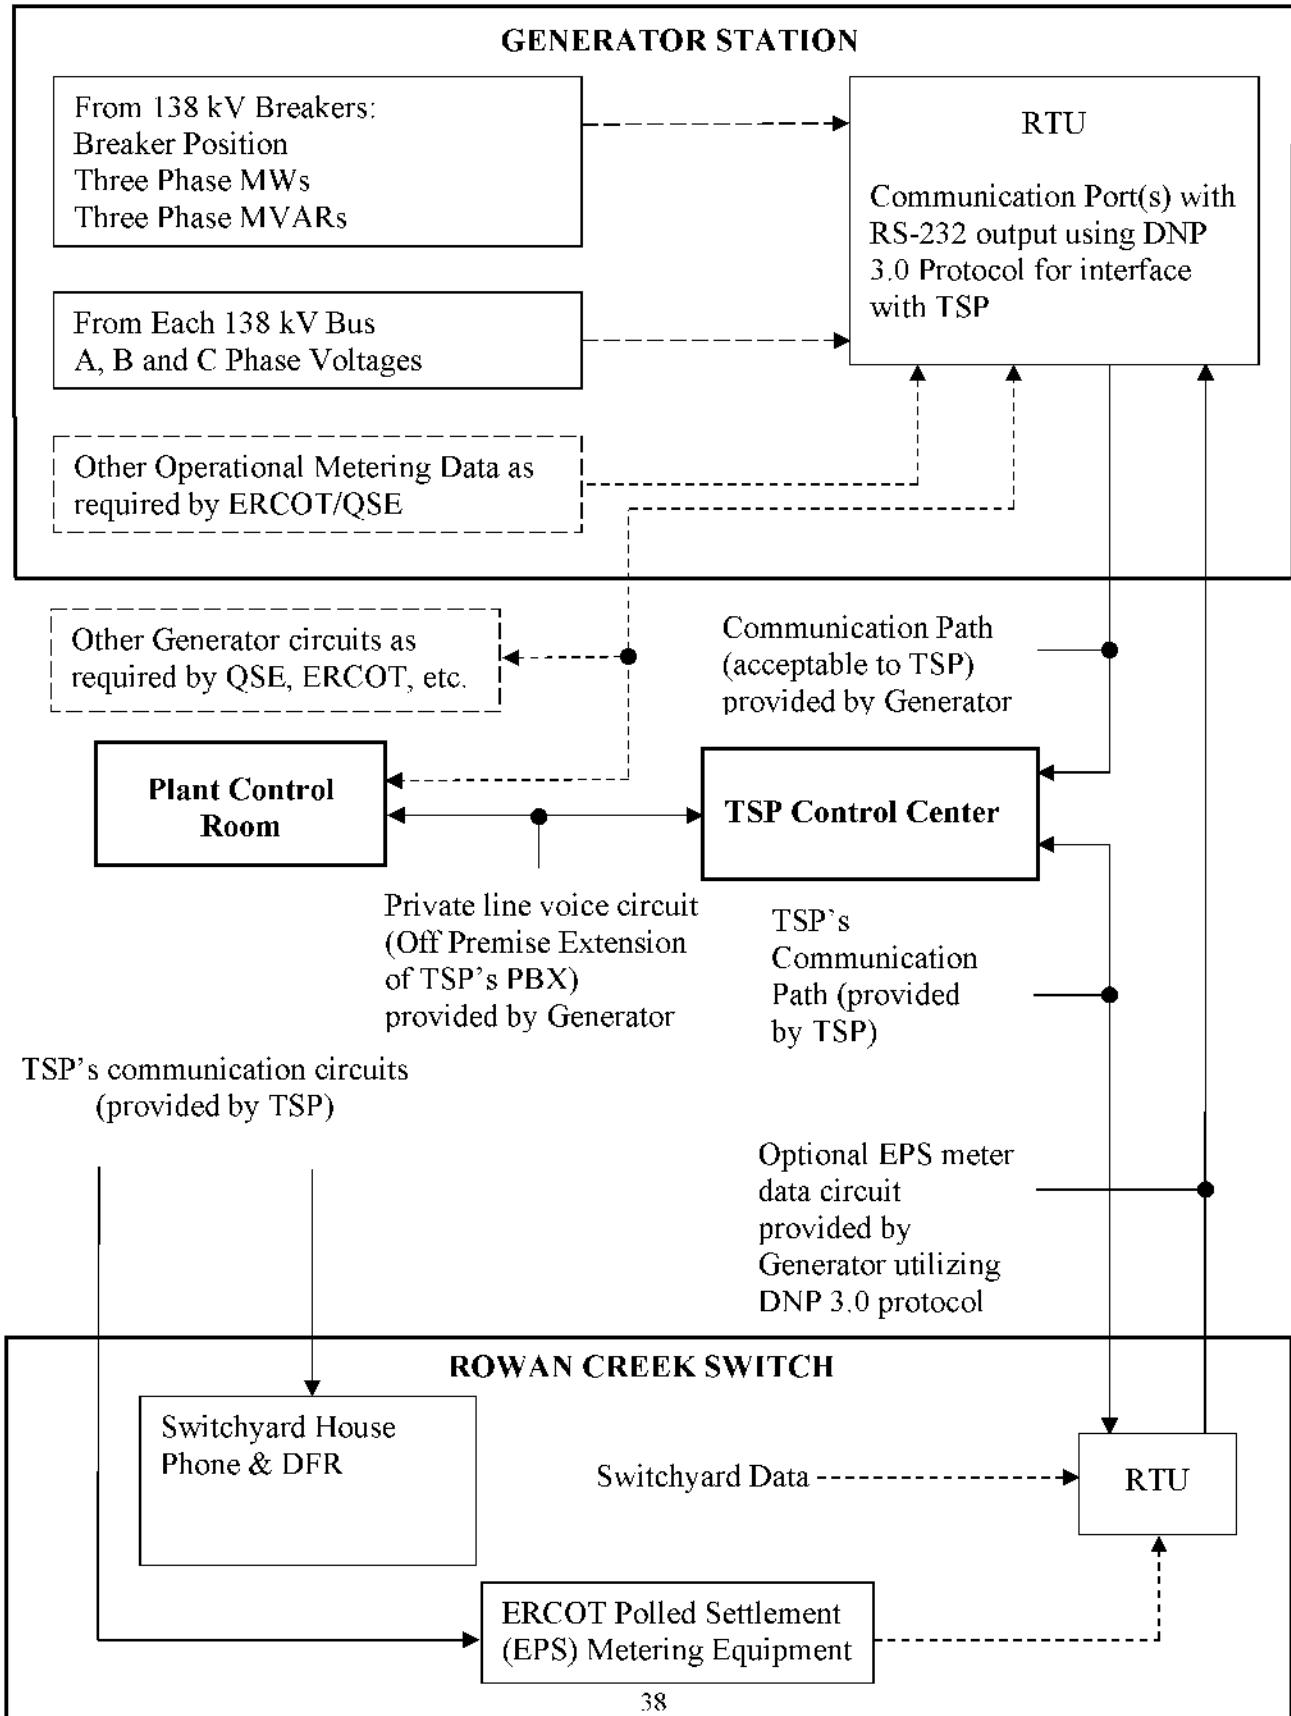 GENERATOR STATION
From 138 kV Breakers:
Breaker Position
Three Phase MWs
Three Phase MVARs
RTU
Communication Port(s) with
RS-232 output using DNP
3.0 Protocol for interface
with TSP
From Each 138 kV Bus
A, B and C Phase Voltages
Other Operational Metering Data as
required by ERCOT/QSE
Other Generator circuits as
required by QSE, ERCOT, etc.
Communication Path
(acceptable to TSP)
provided by Generator
Plant Control
Room
TSP Control Center
Private line voice circuit
(Off Premise Extension
of TSP's PBX)
provided by Generator
TSP's
Communication
Path (provided
by TSP)
TSP's communication circuits
(provided by TSP)
Optional EPS meter
data circuit
provided by
Generator utilizing
DNP 3.0 protocol
ROWAN CREEK SWITCH
Switchyard House
Phone & DFR
Switchyard Data
RTU
ERCOT Polled Settlement
(EPS) Metering Equipment
38